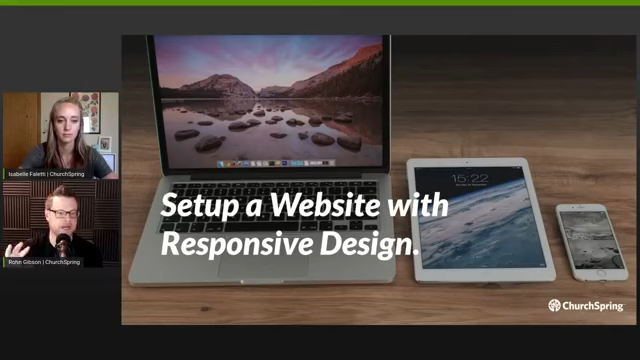 Isabelle Faletti | ChurchSpring
Rohn Gibson | ChurchSpring
15:22
Setup a Website with
Responsive Design.
ChurchSpring